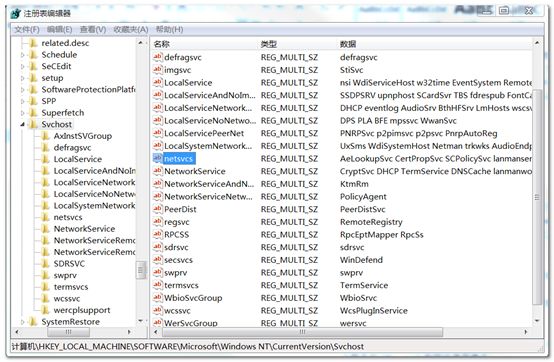 注册表编辑器
文件(F) 编辑(E) 查看(V) 收藏夹(A) 帮助(H)
related.desc
Schedule
SeCEdit
setup
SoftwareProtectionPlatf
SPP
Superfetch
Svchost
AxInstSVGroup
defragsvc
LocalService
LocalServiceAndNoIn
LocalServiceNetwork
LocalServiceNoNetwo
LocalSystemNetwork
netsvcs
NetworkService
NetworkServiceRemo
NetworkServiceRemo
SDRSVC
swprv
termsvcs
wcssvc
wercplsupport
SystemRestore
名称 类型 数据
defragsvc REG_MULTI_SZ defragsvc
imgsvc REG_MULTI_SZ StiSvc
LocalService REG_MULTI_SZ nsi WdiServiceHost w32time EventSystem Remote
LocalServiceAndNoIm... REG_MULTI_SZ SSDPSRV upnphost SCardSvr TBS fdrespub FontC
LocalServiceNetwork... REG_MULTI_SZ DHCP eventlog AudioSrv BthHFSrv LmHosts wscsv
LocalServiceNoNetwo... REG_MULTI_SZ DPS PLA BFE mpssvc WwanSvc
LocalServicePeerNet REG_MULTI_SZ PNRPSvc p2pimsvc p2psvc PnrpAutoReg
LocalSystemNetwork... REG_MULTI_SZ UxSms WdiSystemHost Netman trkwks AudioEndp
netsvcs REG_MULTI_SZ AeLookupSvc CertPropSvc SCPolicySvc lanmanser
NetworkService REG_MULTI_SZ CryptSvc DHCP TermService DNSCache lanmanwo
NetworkServiceAndN... REG_MULTI_SZ KtmRm
NetworkServiceNetw... REG_MULTI_SZ PolicyAgent
PeerDist REG_MULTI_SZ PeerDistSvc
regsvc REG_MULTI_SZ RemoteRegistry
RPCSS REG_MULTI_SZ RpcEptMapper RpcSs
sdrsvc REG_MULTI_SZ sdrsvc
secsvcs REG_MULTI_SZ WinDefend
swprv REG_MULTI_SZ swprv
termsvcs REG_MULTI_SZ TermService
WbioSvcGroup REG_MULTI_SZ WbioSrvc
wcssvc REG_MULTI_SZ WcsPlugInService
WerSvcGroup REG_MULTI_SZ wersvc
计算机\HKEY_LOCAL_MACHINE\SOFTWARE\Microsoft\Windows NT\CurrentVersion\Svchost